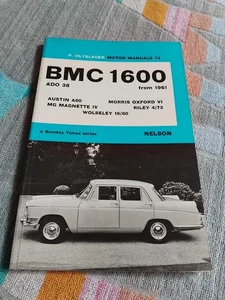 P. OLYSLAGER MOTOR MANUALS
BMC 1600
ADO 38 from 1961
AUSTIN A60 MORRIS OXFORD VI
MG MAGNETTE IV RILEY 4/72
WOLSELEY 16/60
a Sunday Times series NELSON